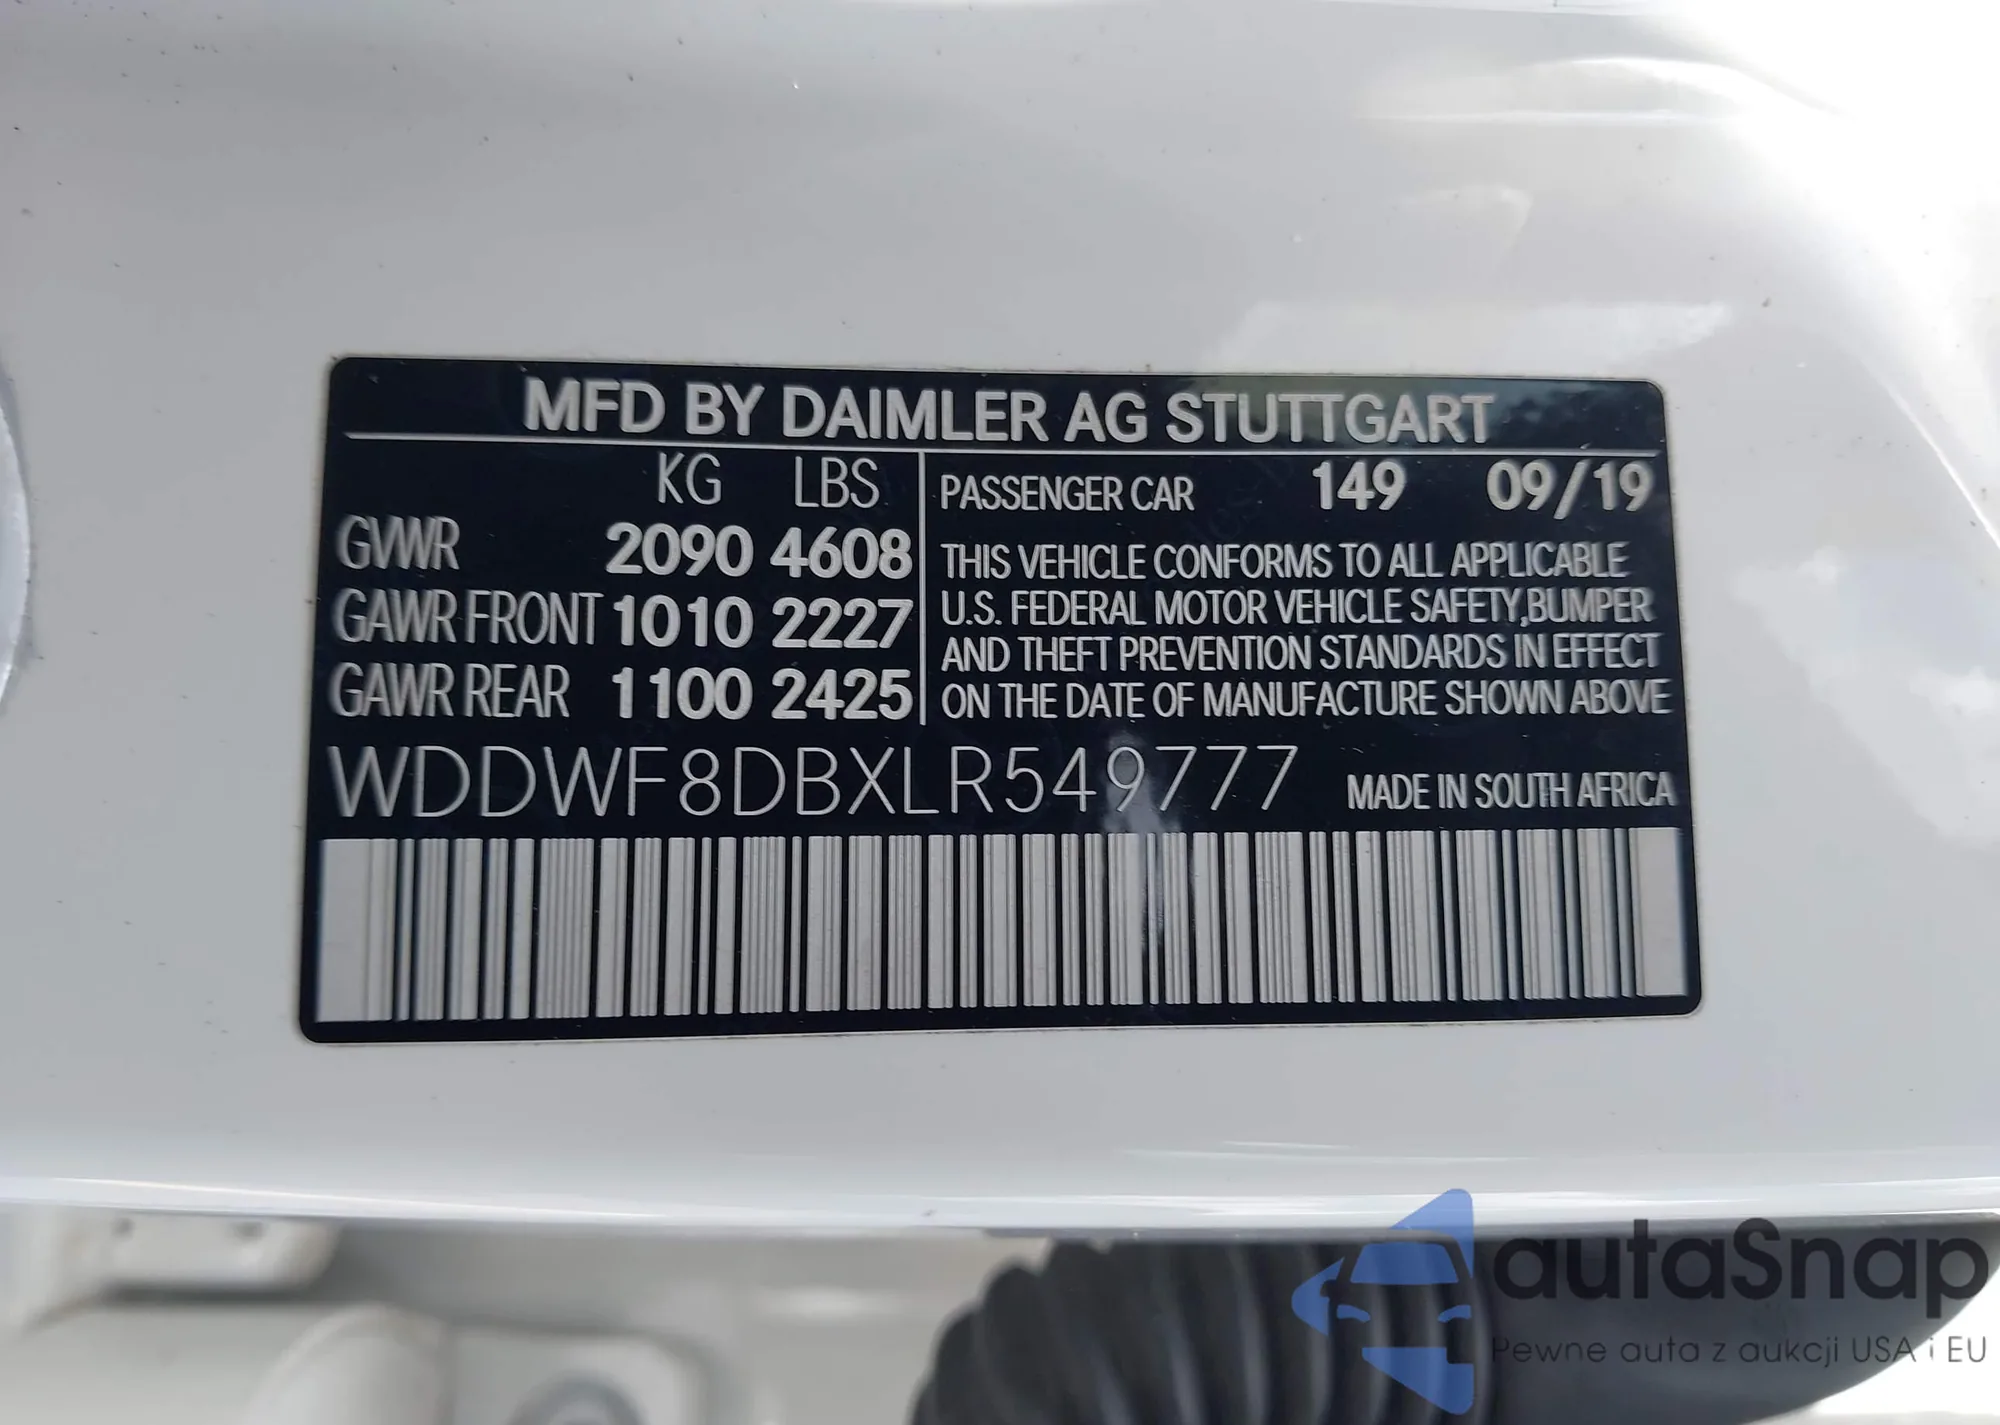 MFD BY DAIMLER AG STUTTGART
KG LBS
GVWR 2090 4608
GAWR FRONT 1010 2227
GAWR REAR 1100 2425
PASSENGER CAR 149 09/19
THIS VEHICLE CONFORMS TO ALL APPLICABLE
U.S. FEDERAL MOTOR VEHICLE SAFETY,BUMPER
AND THEFT PREVENTION STANDARDS IN EFFECT
ON THE DATE OF MANUFACTURE SHOWN ABOVE
WDDWF8DBXLR549777 MADE IN SOUTH AFRICA
autaSnap
Pewne auta z aukcji USA i EU